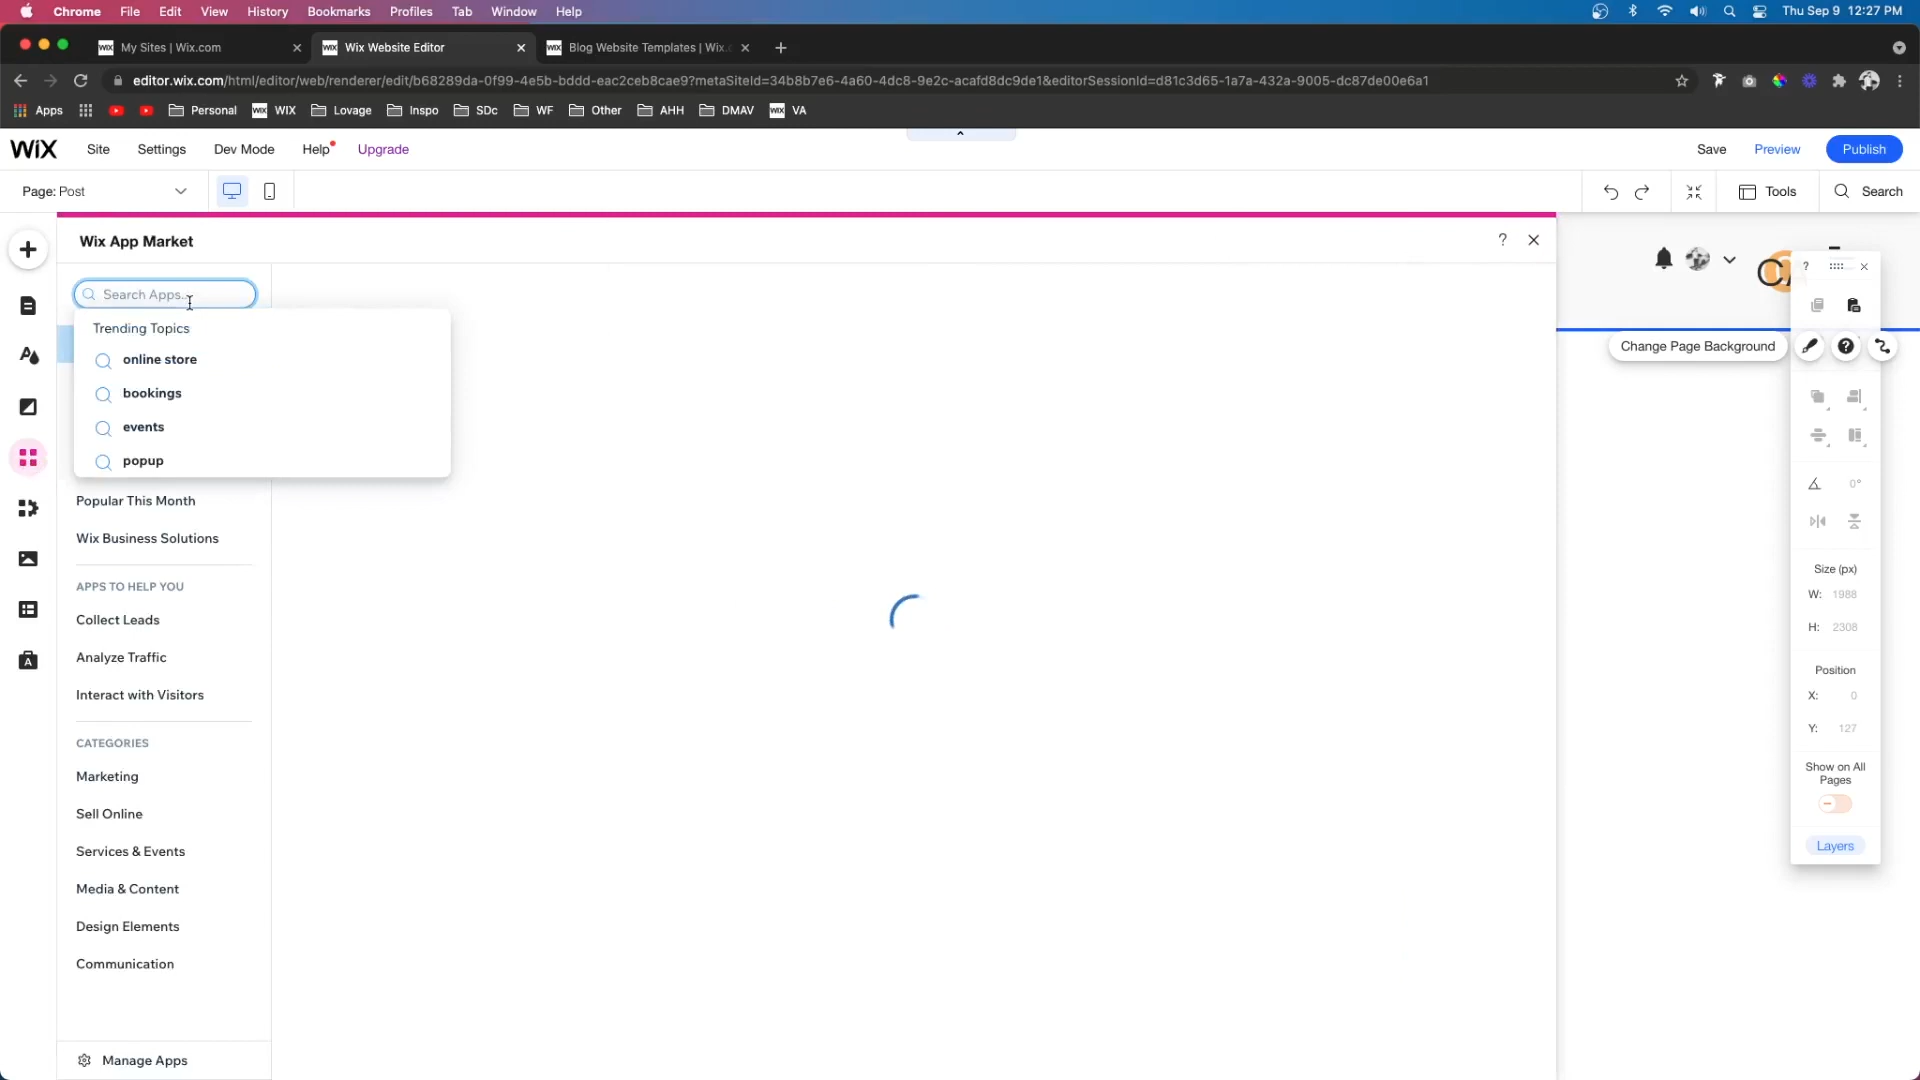 Chrome File Edit View History Bookmarks Profiles Tab Window Help Thu Sep 9 12:27 PM
WIX My Sites | Wix.com WIX Wix Website Editor WIX Blog Website Templates | Wix.c
editor.wix.com/html/editor/web/renderer/edit/b68289da-0f99-4e5b-bddd-eac2ceb8cae9?metaSiteId=34b8b7e6-4a60-4dc8-9e2c-acafd8dc9de1&editorSessionId=d81c3d65-1a7a-432a-9005-dc87de00e6a1
Apps Personal WIX WIX Lovage Inspo SDc WF Other AHH DMAV WIX VA
WIX Site Settings Dev Mode Help Upgrade Save Preview Publish
Page: Post Tools Search
Wix App Market ?
Search Apps...
Trending Topics
online store
bookings
events
popup
Popular This Month
Wix Business Solutions
APPS TO HELP YOU
Collect Leads
Analyze Traffic
Interact with Visitors
CATEGORIES
Marketing
Sell Online
Services & Events
Media & Content
Design Elements
Communication
Manage Apps
?
Change Page Background
0°
Size (px)
W: 1988
H: 2308
Position
X: 0
Y: 127
Show on All
Pages
Layers